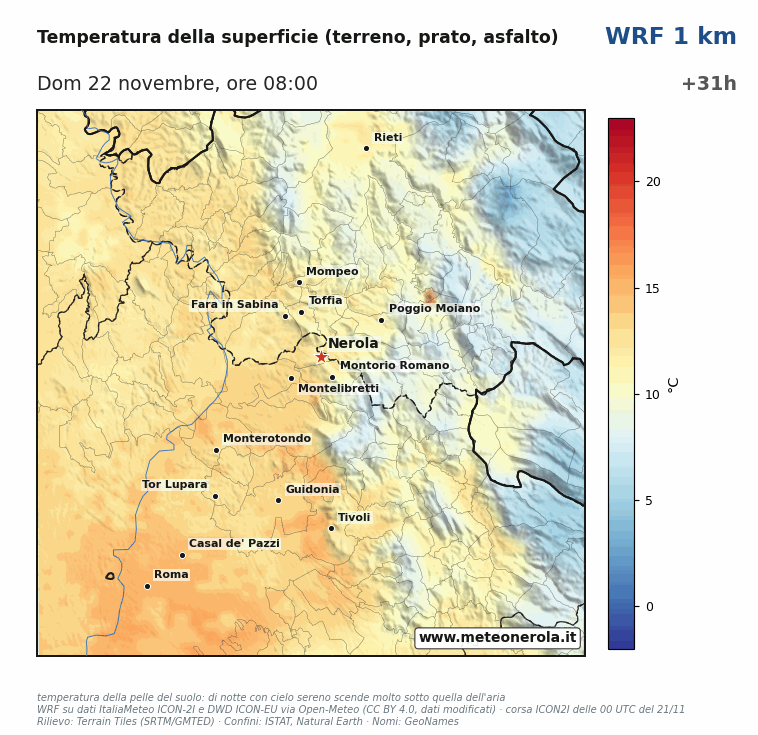 Temperatura della superficie (terreno, prato, asfalto)
WRF 1 km
Dom 22 novembre, ore 08:00
+31h
Rieti
Mompeo
Toffia
Fara in Sabina
Poggio Moiano
Nerola
Montorio Romano
Montelibretti
Monterotondo
Tor Lupara
Guidonia
Tivoli
Casal de' Pazzi
Roma
www.meteonerola.it
20
15
10
5
0
°C
temperatura della pelle del suolo: di notte con cielo sereno scende molto sotto quella dell'aria
WRF su dati ItaliaMeteo ICON-2I e DWD ICON-EU via Open-Meteo (CC BY 4.0, dati modificati) · corsa ICON2I delle 00 UTC del 21/11
Rilievo: Terrain Tiles (SRTM/GMTED) · Confini: ISTAT, Natural Earth · Nomi: GeoNames